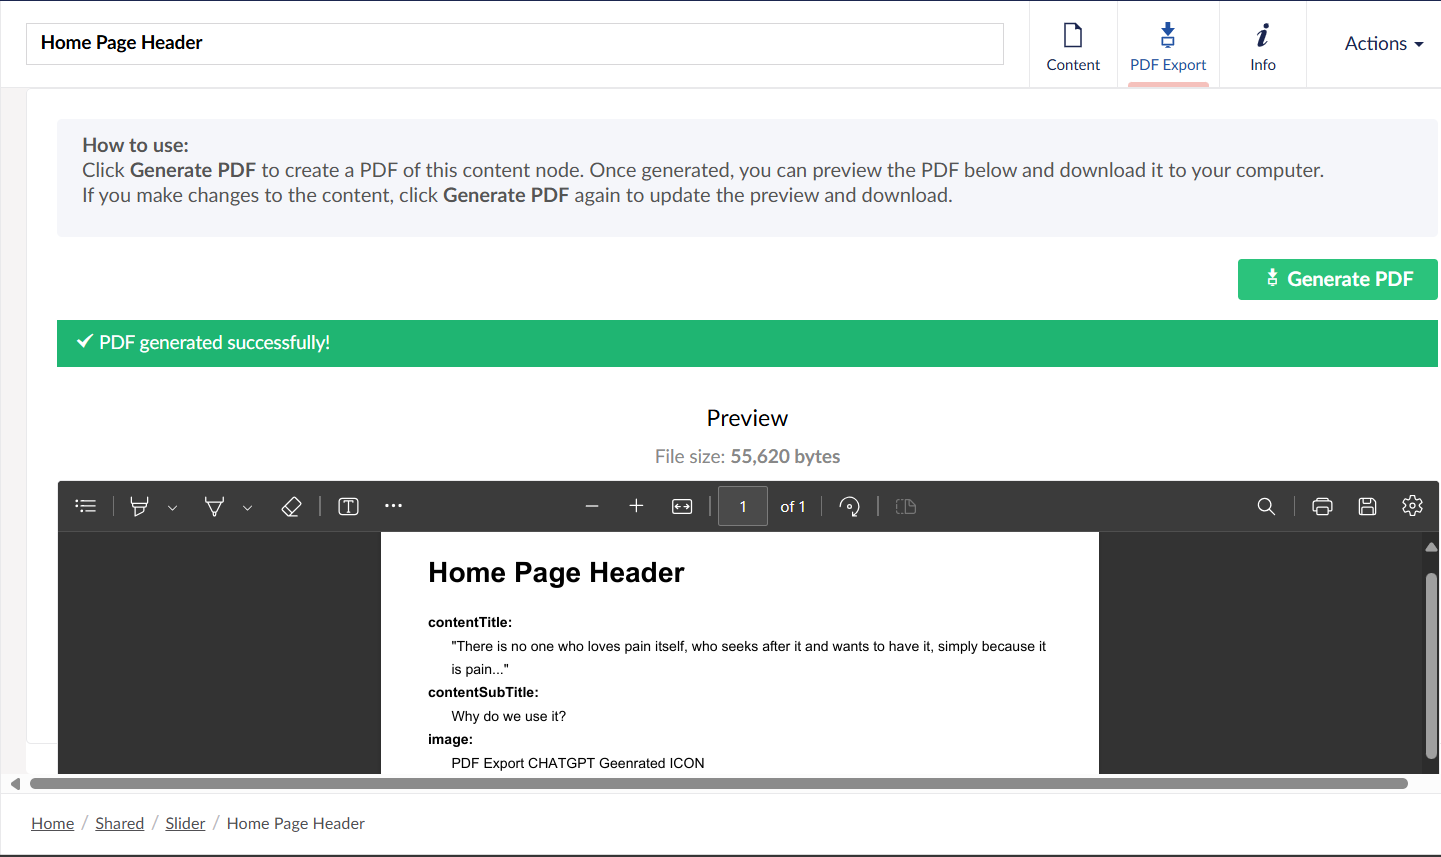 Home Page Header
Content
PDF Export
Info
Actions
How to use:
Click Generate PDF to create a PDF of this content node. Once generated, you can preview the PDF below and download it to your computer.
If you make changes to the content, click Generate PDF again to update the preview and download.
Generate PDF
PDF generated successfully!
Preview
File size: 55,620 bytes
1 of 1
Home Page Header
contentTitle:
"There is no one who loves pain itself, who seeks after it and wants to have it, simply because it
is pain..."
contentSubTitle:
Why do we use it?
image:
PDF Export CHATGPT Geenrated ICON
Home / Shared / Slider / Home Page Header